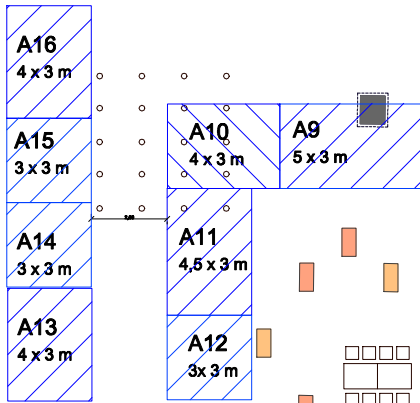 A16
4 x 3 m
A15
3 x 3 m
A14
3 x 3 m
A13
4 x 3 m
A10
4 x 3 m
A9
5 x 3 m
A11
4,5 x 3 m
A12
3x 3 m